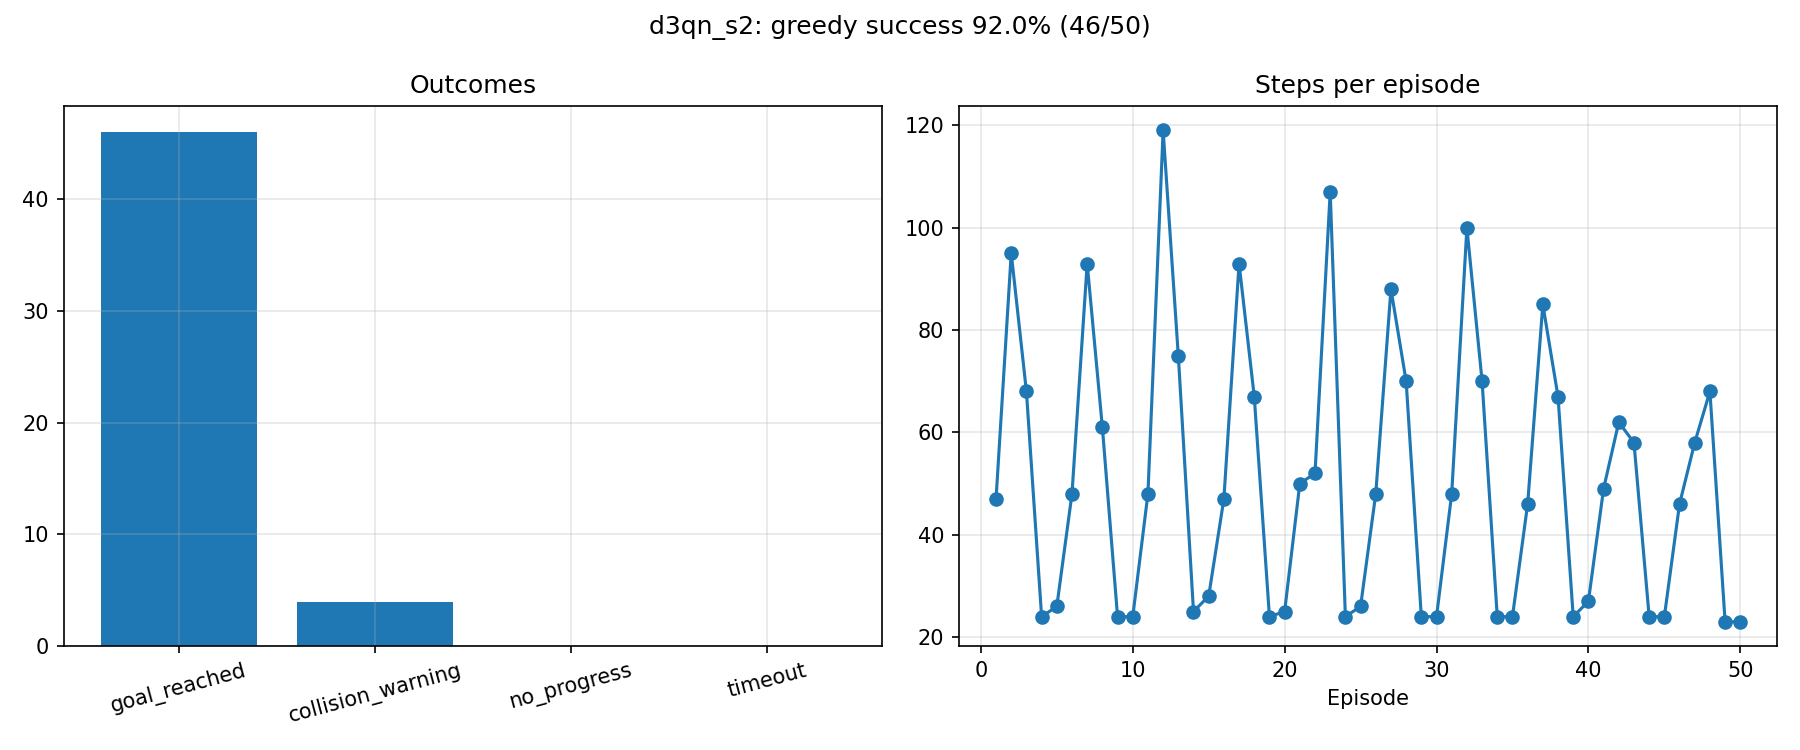 d3qn_s2: greedy success 92.0% (46/50)
Outcomes
40
30
20
10
0
goal_reached
collision_warning
no_progress
timeout
Steps per episode
120
100
80
60
40
20
0
10
20
30
40
50
Episode